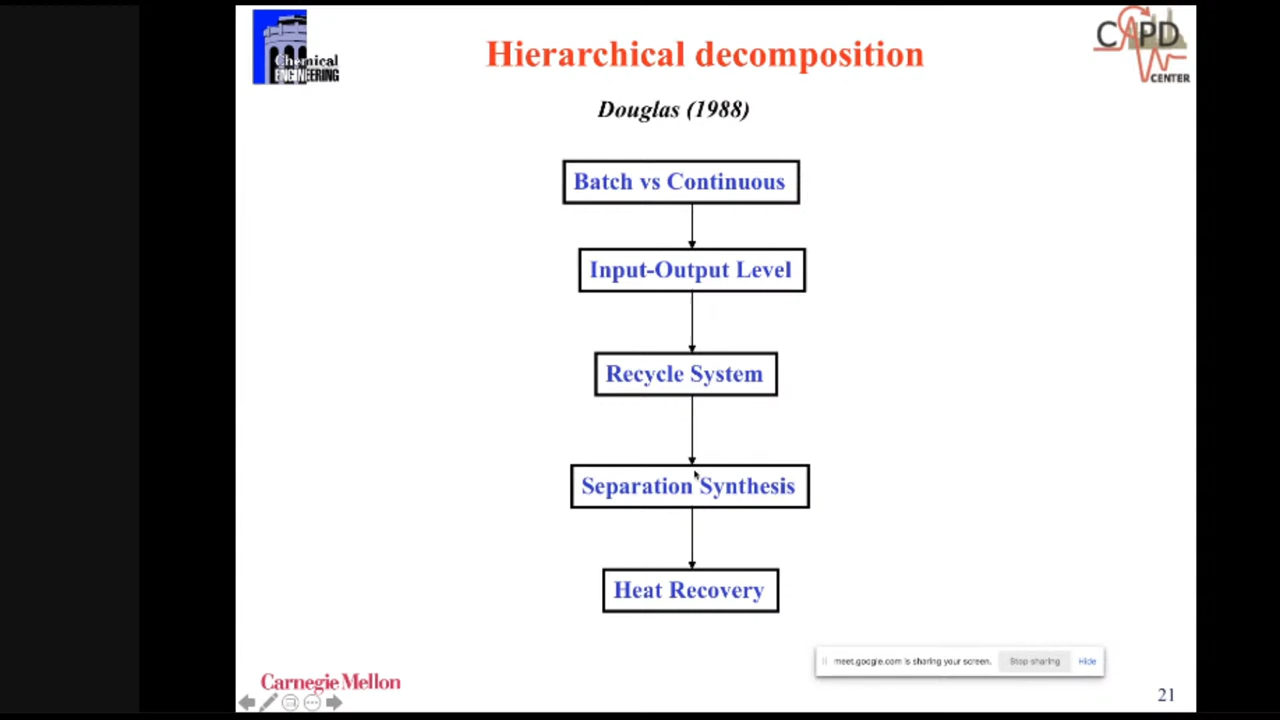 Chemical
ENGINEERING
Hierarchical decomposition
CAPD
CENTER
Douglas (1988)
Batch vs Continuous
Input-Output Level
Recycle System
Separation Synthesis
Heat Recovery
meet.google.com is sharing your screen.
Stop sharing
Hide
Carnegie Mellon
21